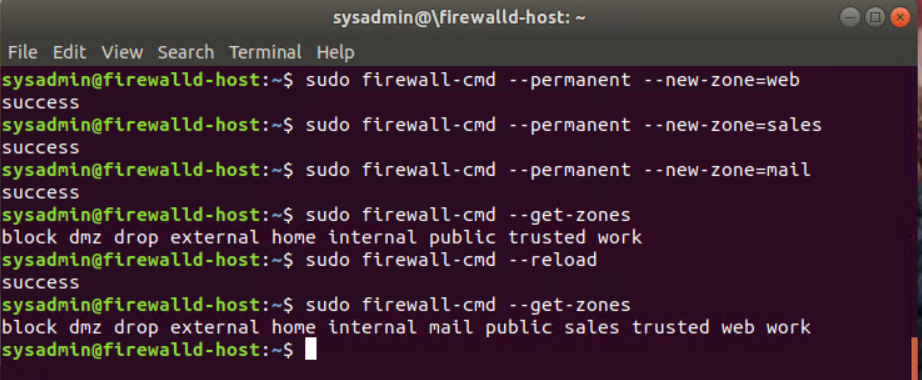 sysadmin@\firewalld-host: ~
File Edit View Search Terminal Help
sysadmin@firewalld-host:~$ sudo firewall-cmd --permanent --new-zone=web
success
sysadmin@firewalld-host:~$ sudo firewall-cmd --permanent --new-zone=sales
success
sysadmin@firewalld-host:~$ sudo firewall-cmd --permanent --new-zone=mail
success
sysadmin@firewalld-host:~$ sudo firewall-cmd --get-zones
block dmz drop external home internal public trusted work
sysadmin@firewalld-host:~$ sudo firewall-cmd --reload
success
sysadmin@firewalld-host:~$ sudo firewall-cmd --get-zones
block dmz drop external home internal mail public sales trusted web work
sysadmin@firewalld-host:~$